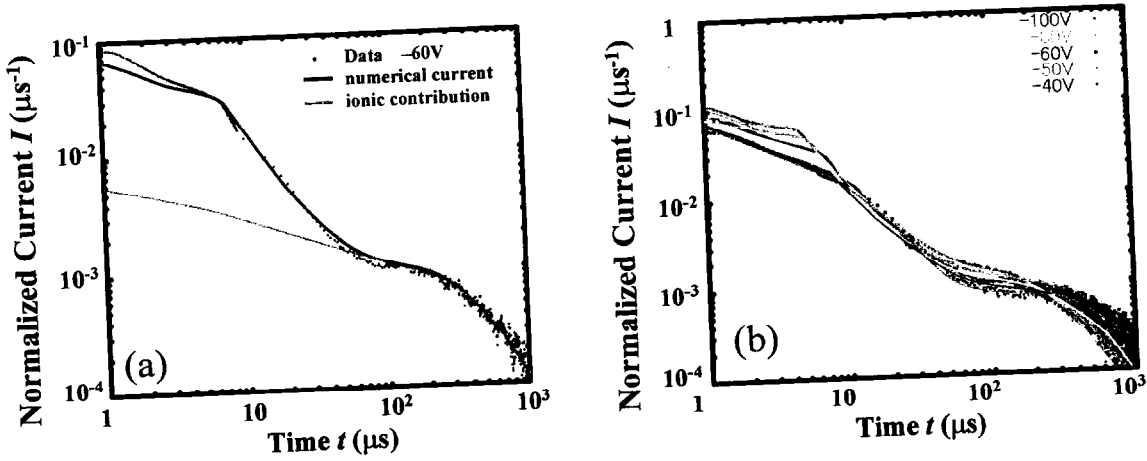 Normalized Current I (μs⁻¹)
10⁻¹
10⁻²
10⁻³
10⁻⁴
Data −60V
numerical current
ionic contribution
(a)
1
10
10²
10³
Time t (μs)
Normalized Current I (μs⁻¹)
1
10⁻¹
10⁻²
10⁻³
10⁻⁴
−100V
−60V
−50V
−40V
(b)
1
10
10²
10³
Time t (μs)